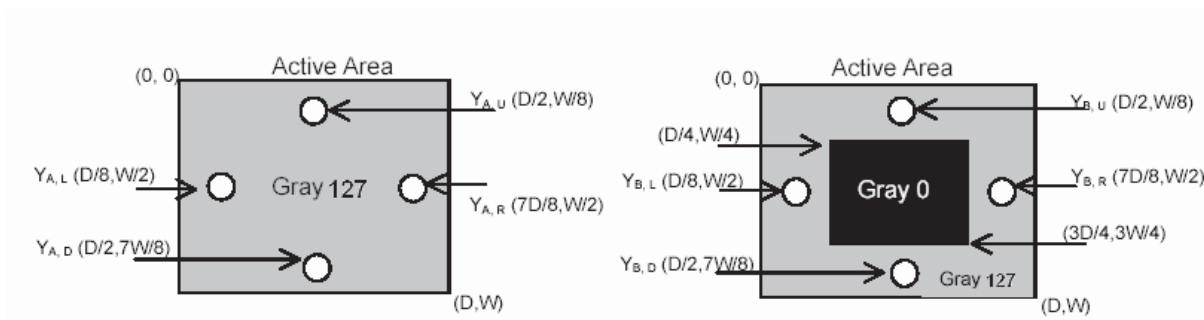 Active Area
(0, 0)
Y_A, U (D/2,W/8)
Y_A, L (D/8,W/2)
Gray 127
Y_A, R (7D/8,W/2)
Y_A, D (D/2,7W/8)
(D,W)
Active Area
(0, 0)
Y_B, U (D/2,W/8)
(D/4,W/4)
Y_B, L (D/8,W/2)
Gray 0
Y_B, R (7D/8,W/2)
(3D/4,3W/4)
Y_B, D (D/2,7W/8)
Gray 127
(D,W)